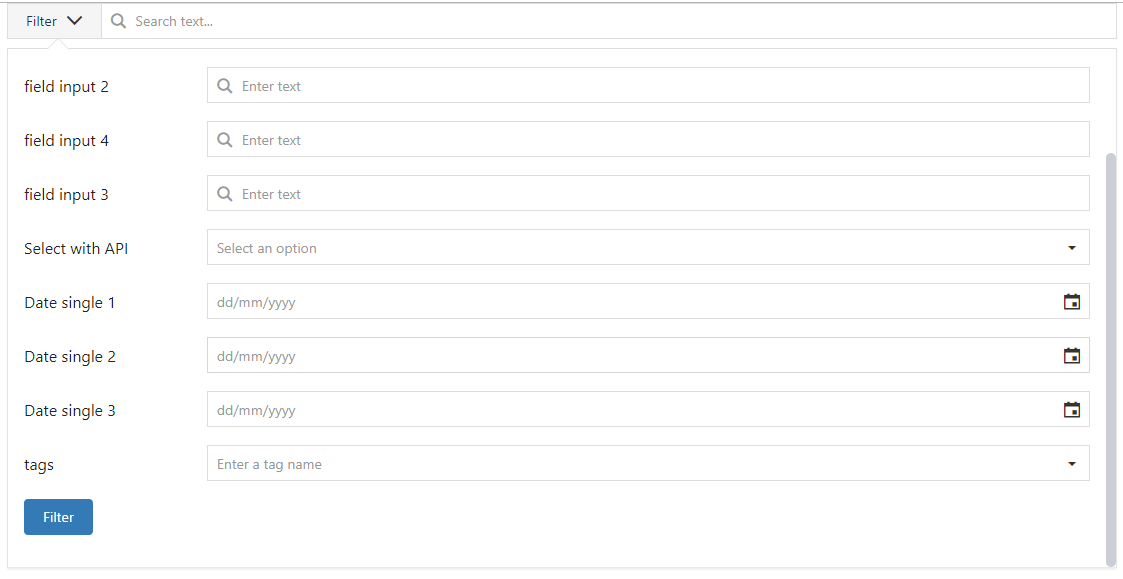 Filter
Search text...
field input 2
Enter text
field input 4
Enter text
field input 3
Enter text
Select with API
Select an option
Date single 1
dd/mm/yyyy
Date single 2
dd/mm/yyyy
Date single 3
dd/mm/yyyy
tags
Enter a tag name
Filter